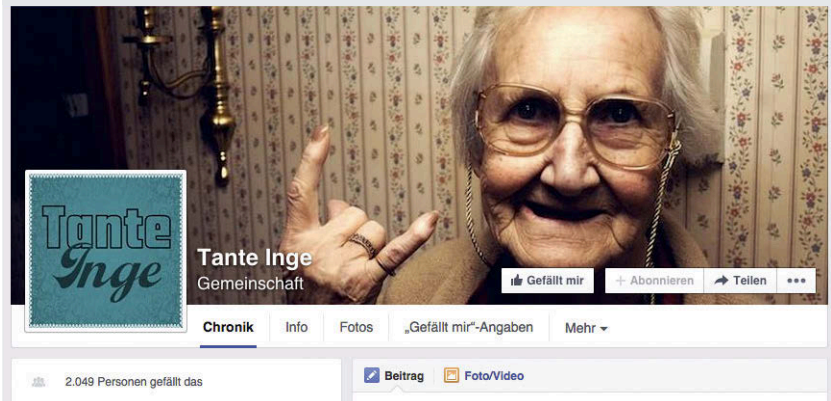 Tante
Inge
Tante Inge
Gemeinschaft
Gefällt mir
+ Abonnieren
Teilen
Chronik
Info
Fotos
„Gefällt mir“-Angaben
Mehr
2.049 Personen gefällt das
Beitrag
Foto/Video